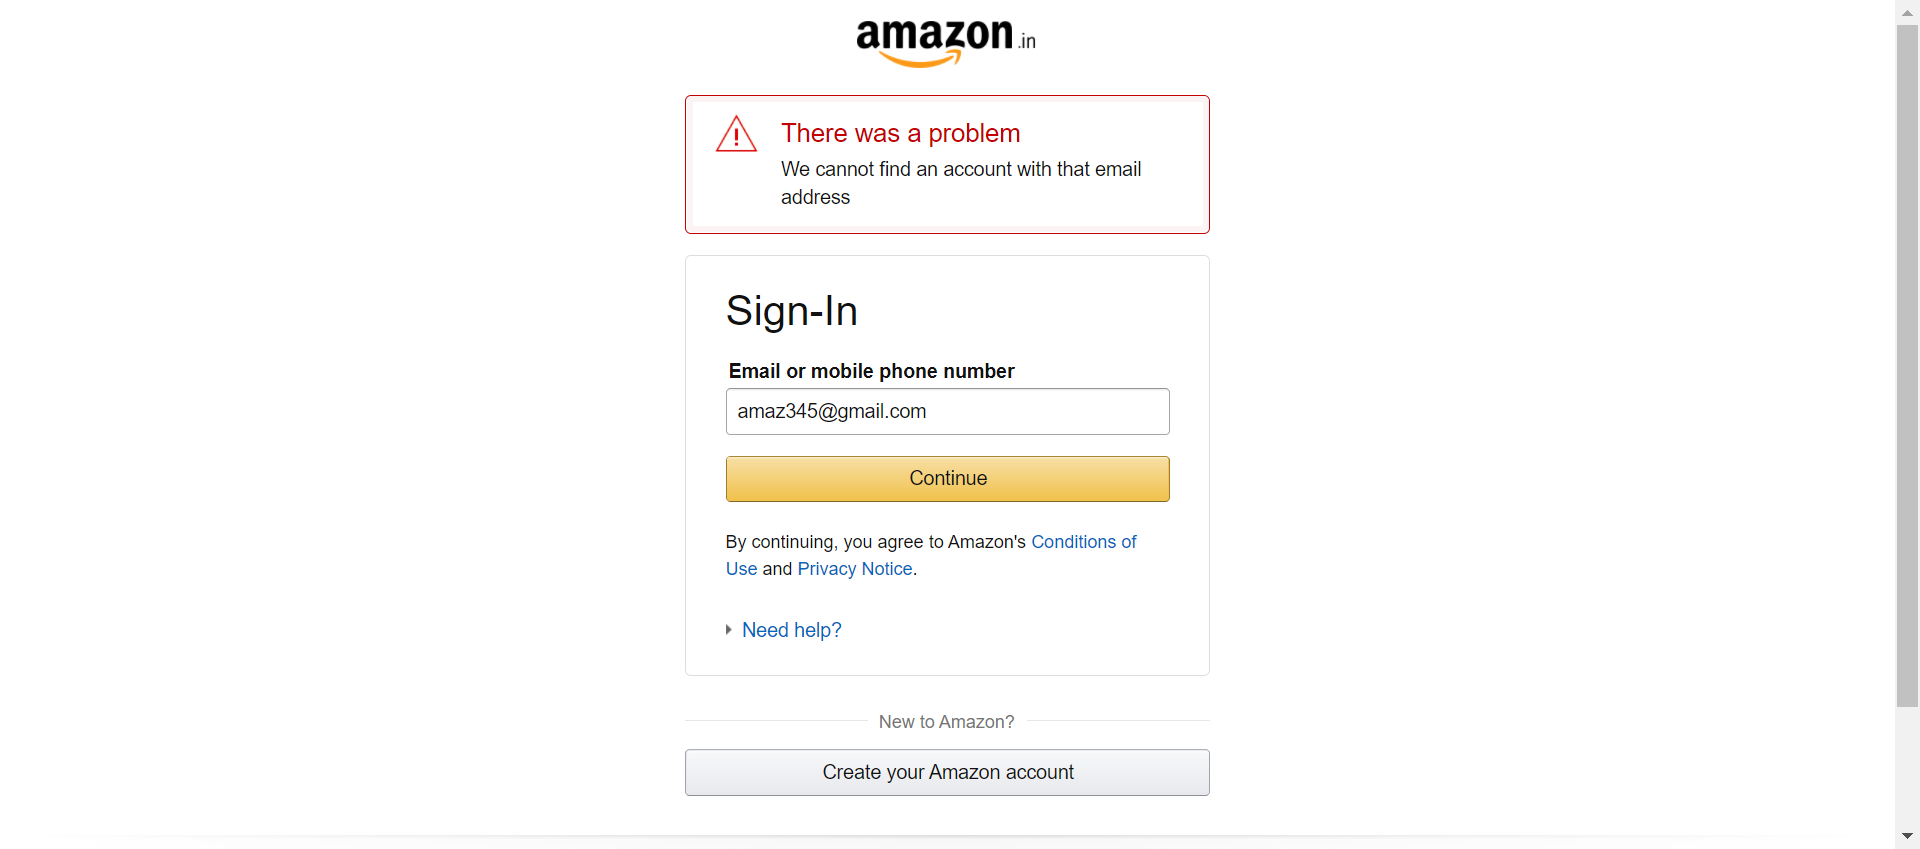 amazon.in
There was a problem
We cannot find an account with that email
address
Sign-In
Email or mobile phone number
amaz345@gmail.com
Continue
By continuing, you agree to Amazon's Conditions of
Use and Privacy Notice.
Need help?
New to Amazon?
Create your Amazon account